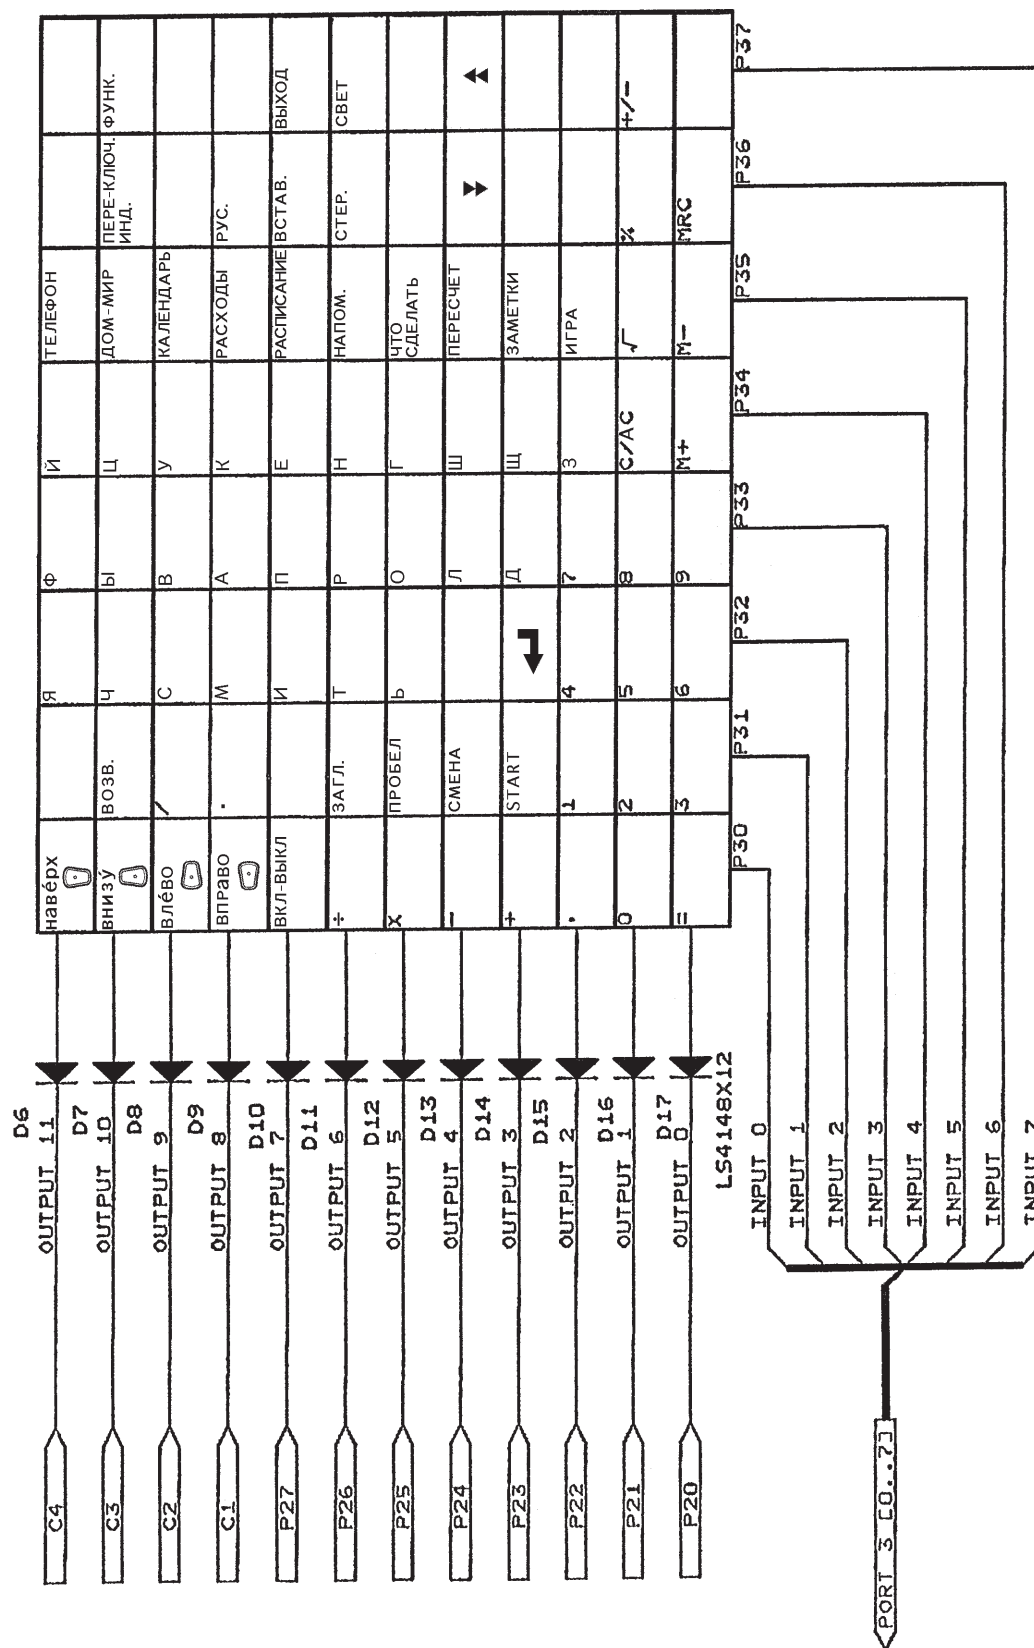 наве́рх
Я
Ф
Й
ТЕЛЕФОН
внизу́
ВОЗВ.
Ч
Ы
Ц
ДОМ-МИР
ПЕРЕ-КЛЮЧ.
ИНД.
ФУНК.
вле́во
/
С
В
У
КАЛЕНДАРЬ
вправо
.
М
А
К
РАСХОДЫ
РУС.
ВКЛ-ВЫКЛ
И
П
Е
РАСПИСАНИЕ
ВСТАВ.
ВЫХОД
÷
ЗАГЛ.
Т
Р
Н
НАПОМ.
СТЕР.
СВЕТ
X
ПРОБЕЛ
Ь
О
Г
ЧТО
СДЕЛАТЬ
−
СМЕНА
Л
Ш
ПЕРЕСЧЕТ
+
START
Д
Щ
ЗАМЕТКИ
.
1
4
7
З
ИГРА
0
2
5
8
C/AC
√
%
+/−
=
3
6
9
M+
M−
MRC
P30
P31
P32
P33
P34
P35
P36
P37
C4
OUTPUT 11
D6
C3
OUTPUT 10
D7
C2
OUTPUT 9
D8
C1
OUTPUT 8
D9
P27
OUTPUT 7
D10
P26
OUTPUT 6
D11
P25
OUTPUT 5
D12
P24
OUTPUT 4
D13
P23
OUTPUT 3
D14
P22
OUTPUT 2
D15
P21
OUTPUT 1
D16
P20
OUTPUT 0
D17
LS4148X12
INPUT 0
INPUT 1
INPUT 2
INPUT 3
INPUT 4
INPUT 5
INPUT 6
INPUT 7
PORT 3 [0..7]